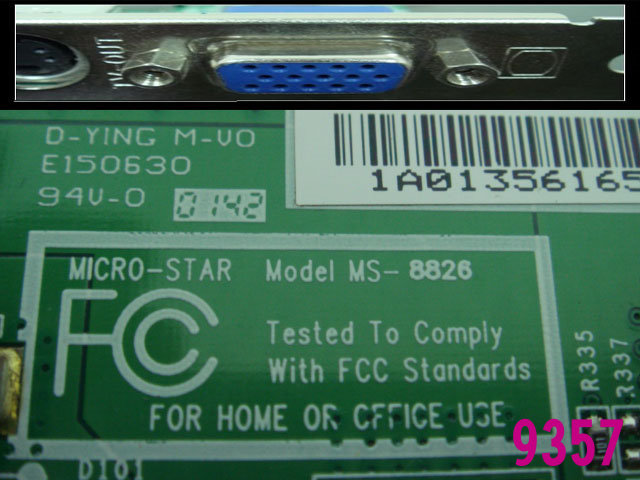 TV-OUT
D-YING M-VO
E150630
94V-0 0142
1A01356165
MICRO-STAR Model MS-8826
FC
Tested To Comply
With FCC Standards
FOR HOME OR OFFICE USE
R335
R337
D101
9357